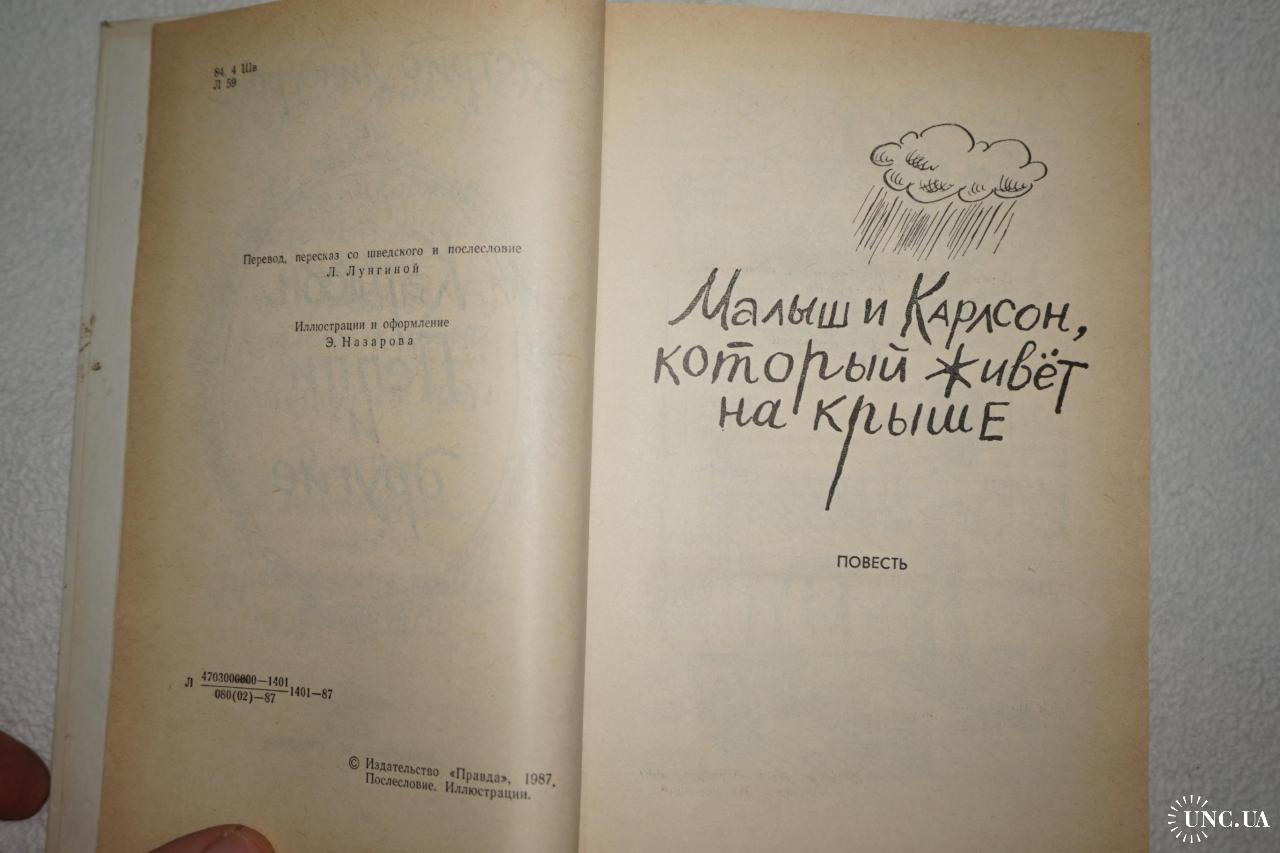 84. 4 Шв
Л 59
Перевод, пересказ со шведского и послесловие
Л. Лунгиной
Иллюстрации и оформление
Э. Назарова
Л 4703000000—1401
080(02)—87
1401—87
© Издательство «Правда», 1987.
Послесловие. Иллюстрации.
Малыш и Карлсон,
который живёт
на крыше
ПОВЕСТЬ
UNC.UA